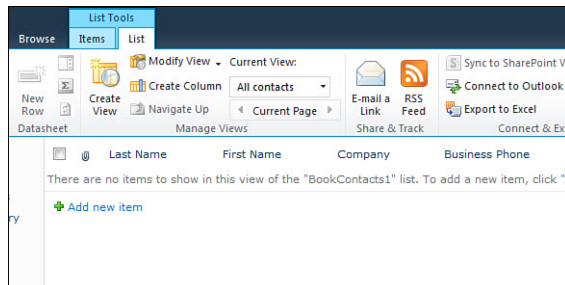 List Tools
Browse Items List
Modify View Current View:
Sync to SharePoint
Create Column All contacts
Connect to Outlook
New Row
Create View
Navigate Up Current Page
E-mail a Link
RSS Feed
Export to Excel
Datasheet Manage Views Share & Track Connect &
Last Name First Name Company Business Phone
There are no items to show in this view of the "BookContacts1" list. To add a new item, click "
Add new item
ry